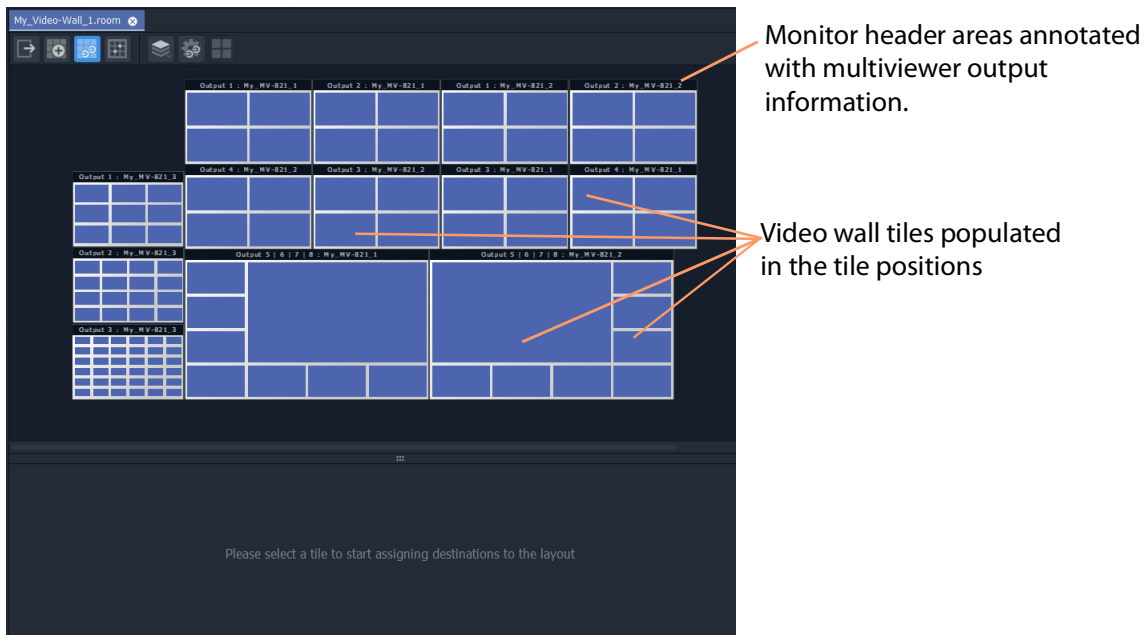 My_Video-Wall_1.room
Monitor header areas annotated
with multiviewer output
information.
Output 1 : My_MV-821_1
Output 2 : My_MV-821_1
Output 1 : My_MV-821_2
Output 2 : My_MV-821_2
Output 4 : My_MV-821_2
Output 3 : My_MV-821_2
Output 3 : My_MV-821_1
Output 4 : My_MV-821_1
Output 1 : My_MV-821_3
Output 2 : My_MV-821_3
Output 5 | 6 | 7 | 8 : My_MV-821_1
Output 5 | 6 | 7 | 8 : My_MV-821_2
Output 3 : My_MV-821_3
Video wall tiles populated
in the tile positions
Please select a tile to start assigning destinations to the layout